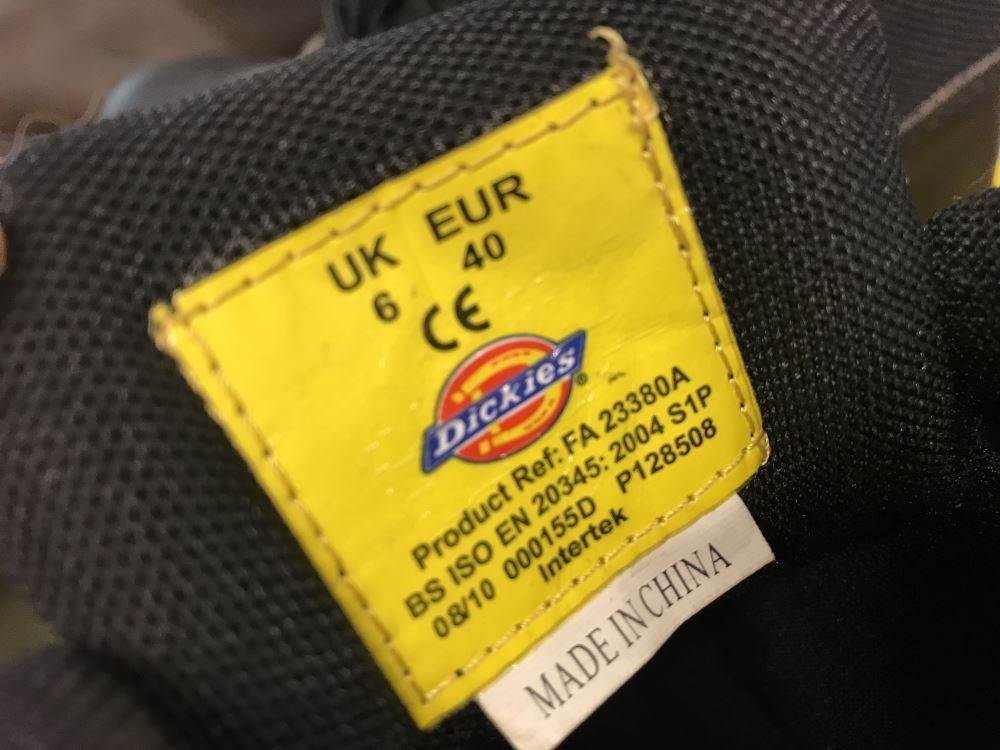 UK EUR
6 40
CE
Dickies®
Product Ref: FA 23380A
BS ISO EN 20345: 2004 S1P
08/10 000155D P128508
Intertek
MADE IN CHINA